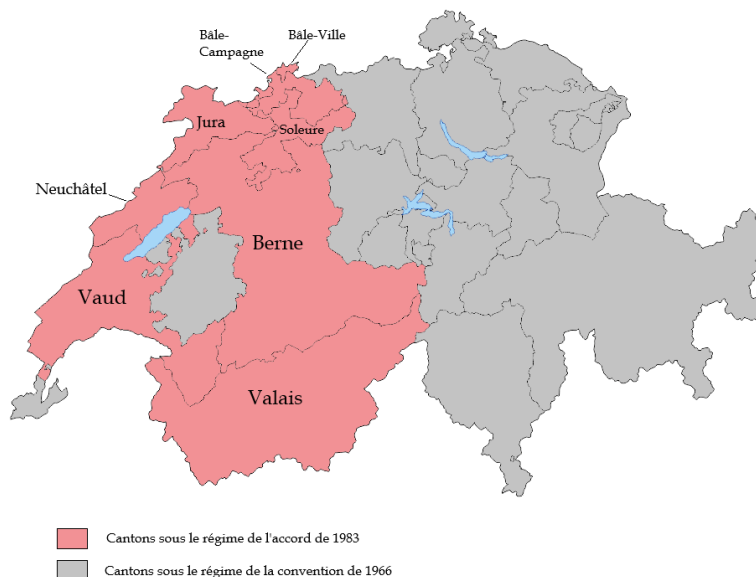 Bâle-
Campagne
Bâle-Ville
Jura
Soleure
Neuchâtel
Berne
Vaud
Valais
Cantons sous le régime de l'accord de 1983
Cantons sous le régime de la convention de 1966